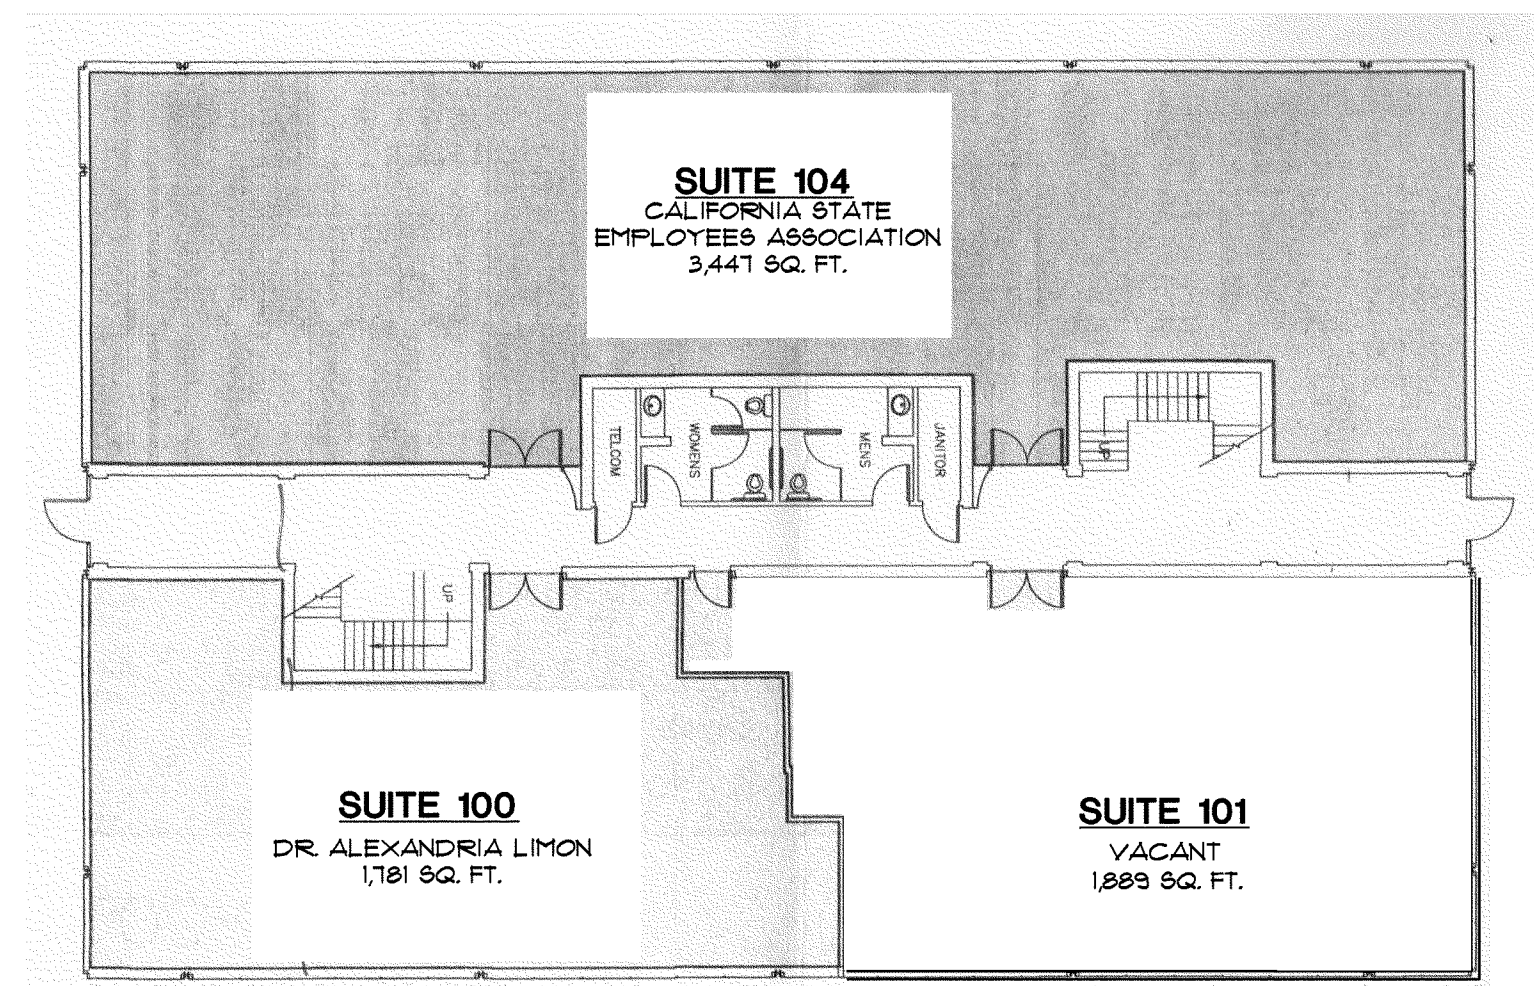 SUITE 104
CALIFORNIA STATE
EMPLOYEES ASSOCIATION
3,447 SQ. FT.
TELCOM
WOMENS
MENS
JANITOR
UP
UP
SUITE 100
DR. ALEXANDRIA LIMON
1,781 SQ. FT.
SUITE 101
VACANT
1,889 SQ. FT.